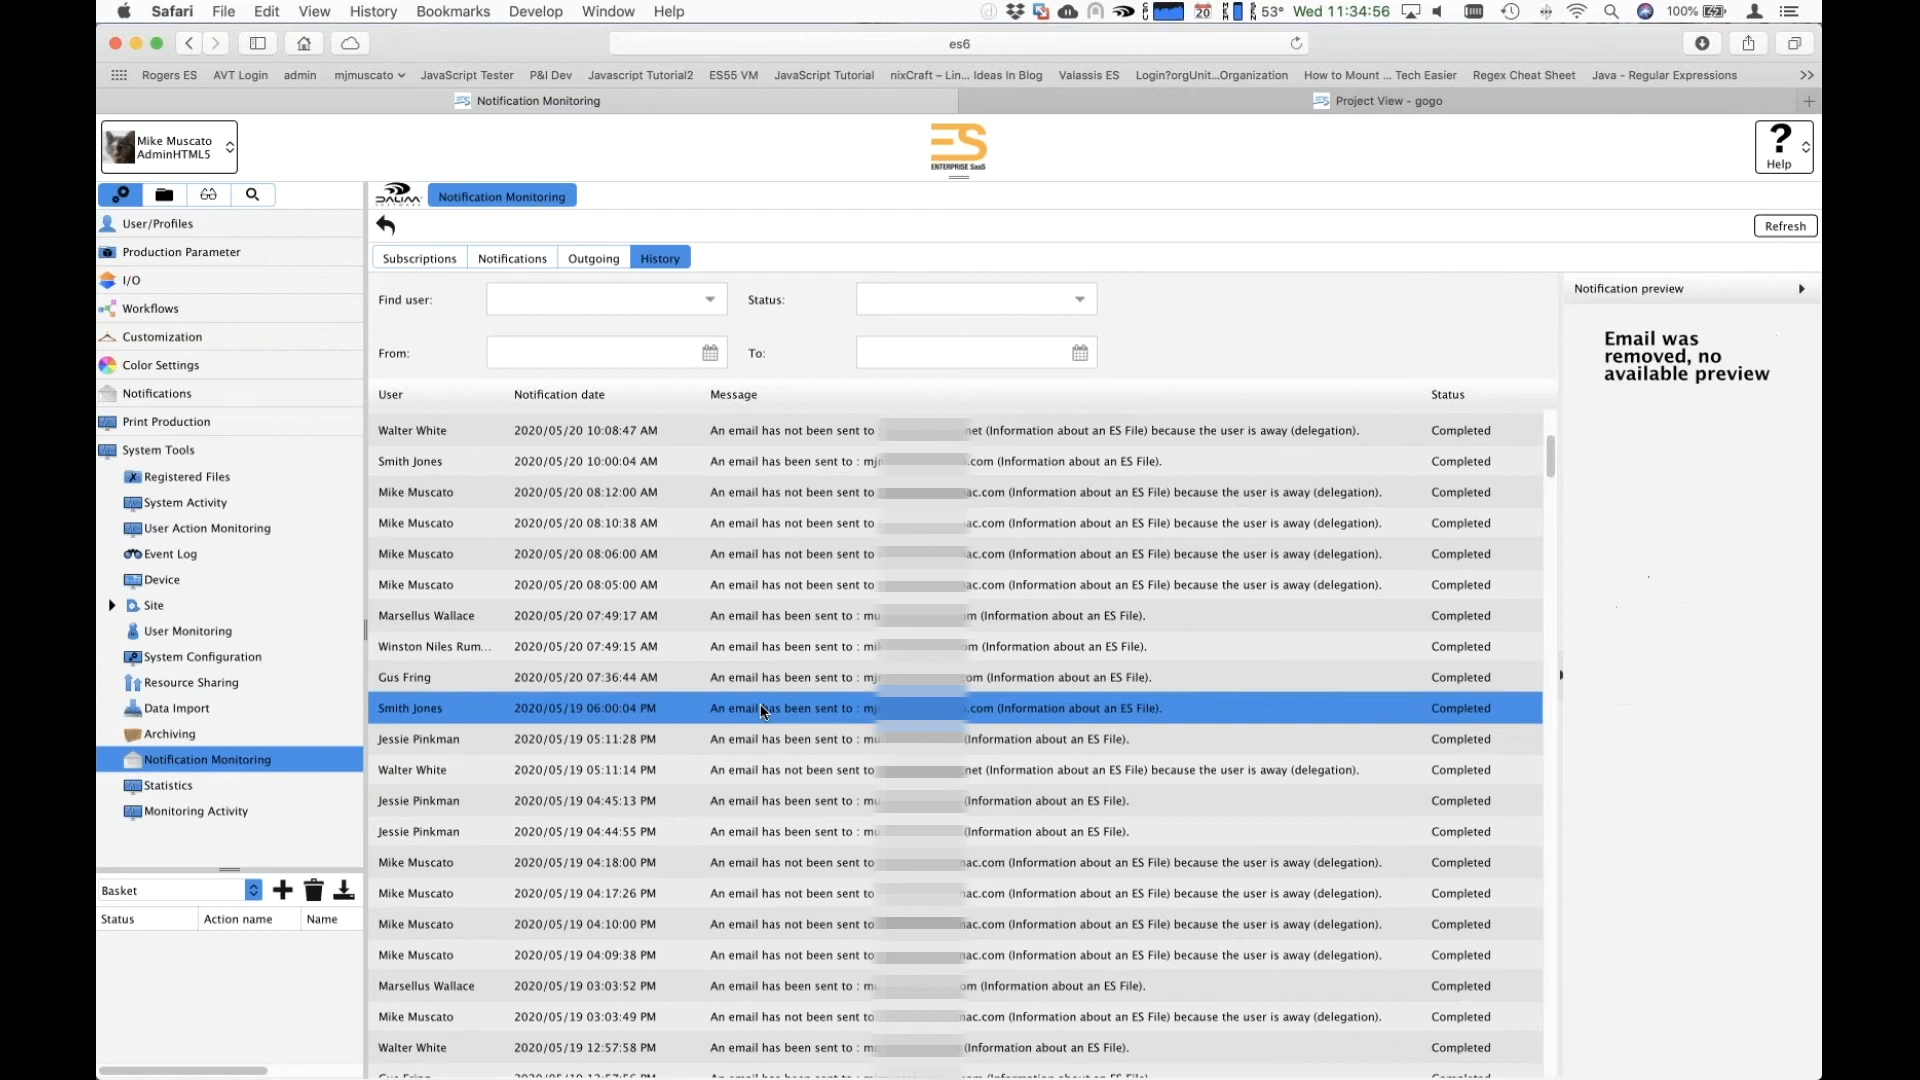 Safari File Edit View History Bookmarks Develop Window Help 20 53° Wed 11:34:56 100%
es6
Rogers ES AVT Login admin mjmuscato JavaScript Tester P&I Dev Javascript Tutorial2 ES55 VM JavaScript Tutorial nixCraft – Lin... Ideas In Blog Valassis ES Login?orgUnit...Organization How to Mount ... Tech Easier Regex Cheat Sheet Java - Regular Expressions >>
Notification Monitoring Project View - gogo
Mike Muscato
AdminHTML5
ES
ENTERPRISE SaaS
?
Help
DALIM
SOFTWARE
Notification Monitoring
Refresh
User/Profiles
Production Parameter
I/O
Workflows
Customization
Color Settings
Notifications
Print Production
System Tools
Registered Files
System Activity
User Action Monitoring
Event Log
Device
Site
User Monitoring
System Configuration
Resource Sharing
Data Import
Archiving
Notification Monitoring
Statistics
Monitoring Activity
Basket
Status Action name Name
Subscriptions Notifications Outgoing History
Find user: Status:
From: To:
User Notification date Message Status
Walter White 2020/05/20 10:08:47 AM An email has not been sent to : net (Information about an ES File) because the user is away (delegation). Completed
Smith Jones 2020/05/20 10:00:04 AM An email has been sent to : mjm .com (Information about an ES File). Completed
Mike Muscato 2020/05/20 08:12:00 AM An email has not been sent to ac.com (Information about an ES File) because the user is away (delegation). Completed
Mike Muscato 2020/05/20 08:10:38 AM An email has not been sent to ac.com (Information about an ES File) because the user is away (delegation). Completed
Mike Muscato 2020/05/20 08:06:00 AM An email has not been sent to ac.com (Information about an ES File) because the user is away (delegation). Completed
Mike Muscato 2020/05/20 08:05:00 AM An email has not been sent to ac.com (Information about an ES File) because the user is away (delegation). Completed
Marsellus Wallace 2020/05/20 07:49:17 AM An email has been sent to : mu om (Information about an ES File). Completed
Winston Niles Rum... 2020/05/20 07:49:15 AM An email has been sent to : mi om (Information about an ES File). Completed
Gus Fring 2020/05/20 07:36:44 AM An email has been sent to : mj com (Information about an ES File). Completed
Smith Jones 2020/05/19 06:00:04 PM An email has been sent to : mj .com (Information about an ES File). Completed
Jessie Pinkman 2020/05/19 05:11:28 PM An email has been sent to : mu (Information about an ES File). Completed
Walter White 2020/05/19 05:11:14 PM An email has not been sent to net (Information about an ES File) because the user is away (delegation). Completed
Jessie Pinkman 2020/05/19 04:45:13 PM An email has been sent to : mu (Information about an ES File). Completed
Jessie Pinkman 2020/05/19 04:44:55 PM An email has been sent to : mu (Information about an ES File). Completed
Mike Muscato 2020/05/19 04:18:00 PM An email has not been sent to ac.com (Information about an ES File) because the user is away (delegation). Completed
Mike Muscato 2020/05/19 04:17:26 PM An email has not been sent to ac.com (Information about an ES File) because the user is away (delegation). Completed
Mike Muscato 2020/05/19 04:10:00 PM An email has not been sent to ac.com (Information about an ES File) because the user is away (delegation). Completed
Mike Muscato 2020/05/19 04:09:38 PM An email has not been sent to ac.com (Information about an ES File) because the user is away (delegation). Completed
Marsellus Wallace 2020/05/19 03:03:52 PM An email has been sent to : m om (Information about an ES File). Completed
Mike Muscato 2020/05/19 03:03:49 PM An email has not been sent to ac.com (Information about an ES File) because the user is away (delegation). Completed
Walter White 2020/05/19 12:57:58 PM An email has been sent to : m (Information about an ES File). Completed
Notification preview
Email was
removed, no
available preview